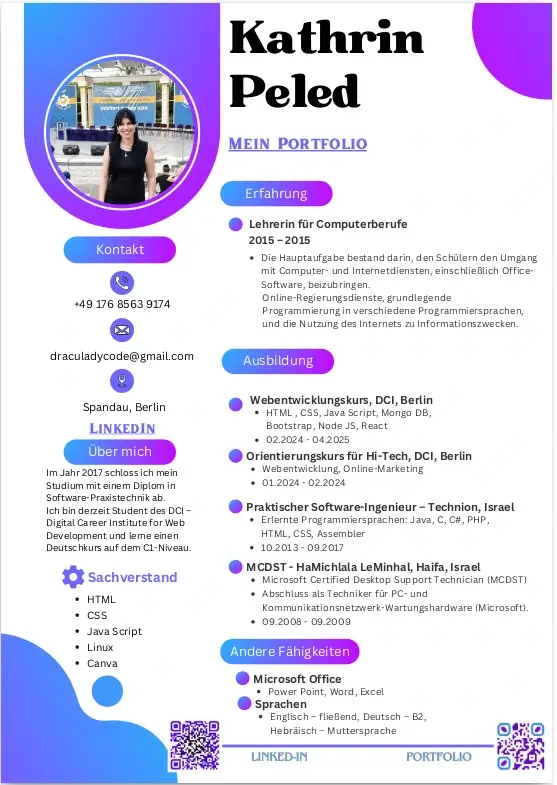 Kathrin
Peled
Mein Portfolio
Kontakt
+49 176 8563 9174
draculadycode@gmail.com
Spandau, Berlin
LinkedIn
Über mich
Im Jahr 2017 schloss ich mein
Studium mit einem Diplom in
Software-Praxistechnik ab.
Ich bin derzeit Student des DCI –
Digital Career Institute for Web
Development und lerne einen
Deutschkurs auf dem C1-Niveau.
Sachverstand
• HTML
• CSS
• Java Script
• Linux
• Canva
Erfahrung
Lehrerin für Computerberufe
2015 – 2015
• Die Hauptaufgabe bestand darin, den Schülern den Umgang
mit Computer- und Internetdiensten, einschließlich Office-
Software, beizubringen.
Online-Regierungsdienste, grundlegende
Programmierung in verschiedene Programmiersprachen,
und die Nutzung des Internets zu Informationszwecken.
Ausbildung
Webentwicklungskurs, DCI, Berlin
• HTML , CSS, Java Script, Mongo DB,
Bootstrap, Node JS, React
• 02.2024 - 04.2025
Orientierungskurs für Hi-Tech, DCI, Berlin
• Webentwicklung, Online-Marketing
• 01.2024 - 02.2024
Praktischer Software-Ingenieur – Technion, Israel
• Erlernte Programmiersprachen: Java, C, C#, PHP,
HTML, CSS, Assembler
• 10.2013 - 09.2017
MCDST - HaMichlala LeMinhal, Haifa, Israel
• Microsoft Certified Desktop Support Technician (MCDST)
• Abschluss als Techniker für PC- und
Kommunikationsnetzwerk-Wartungshardware (Microsoft).
• 09.2008 - 09.2009
Andere Fähigkeiten
Microsoft Office
• Power Point, Word, Excel
Sprachen
• Englisch – fließend, Deutsch – B2,
Hebräisch – Muttersprache
LINKED-IN
PORTFOLIO